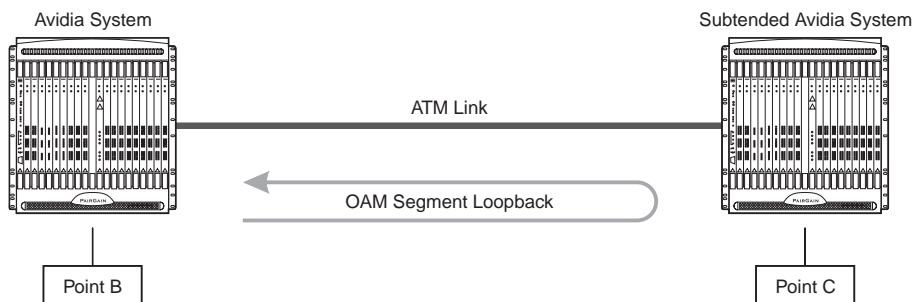 Avidia System
Subtended Avidia System
ATM Link
OAM Segment Loopback
PAIRGAIN
PAIRGAIN
Point B
Point C